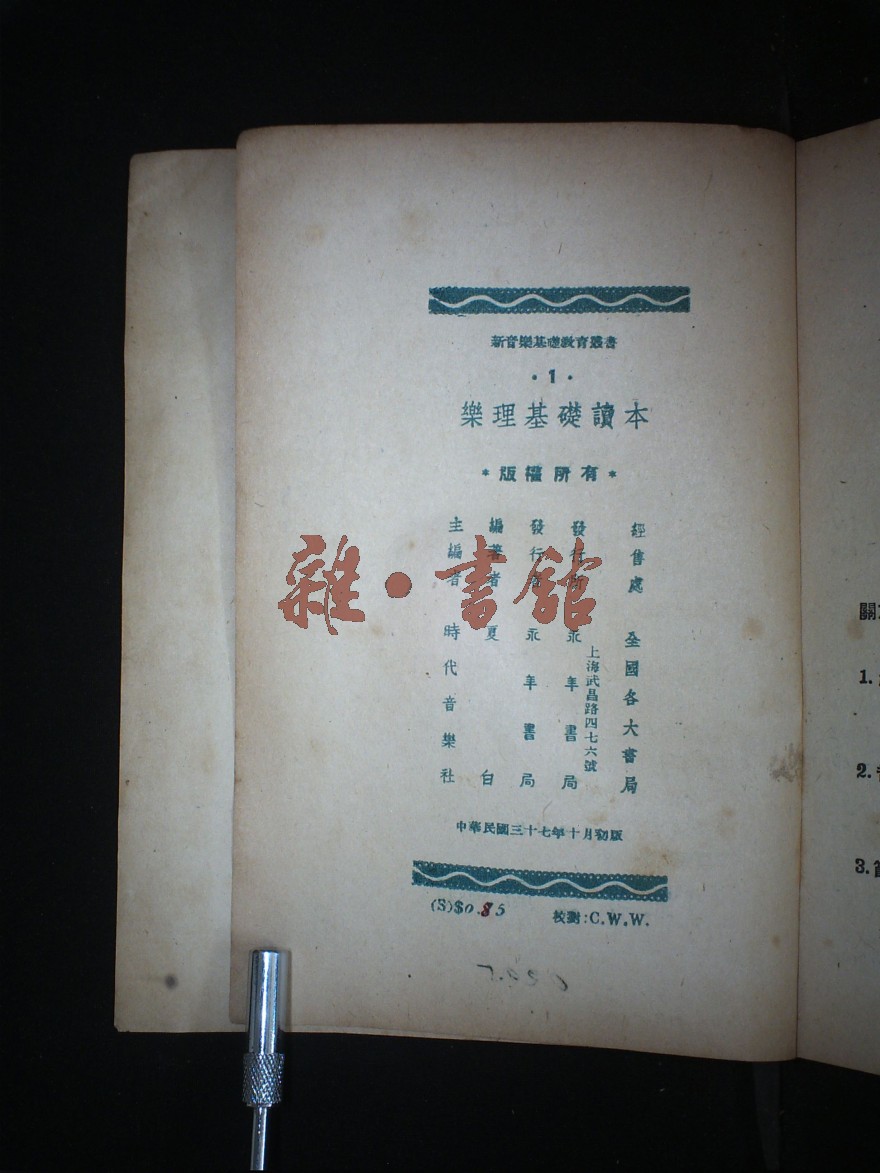 新音樂基礎教育叢書
·1·
樂理基礎讀本
*版權所有*
主編者 時代音樂社
編著者 夏白
發行者 永年書局
發行所 永年書局
上海武昌路四七六號
經售處 全國各大書局
中華民國三十七年十月初版
(S)$0.85
校對:C.W.W.
雜·書館
關
1.
2.
3.